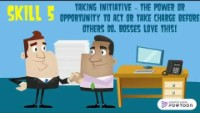 SKILL 5
TAKING INITIATIVE - THE POWER OR
OPPORTUNITY TO ACT OR TAKE CHARGE BEFORE
OTHERS DO. BOSSES LOVE THIS!
POWTOON